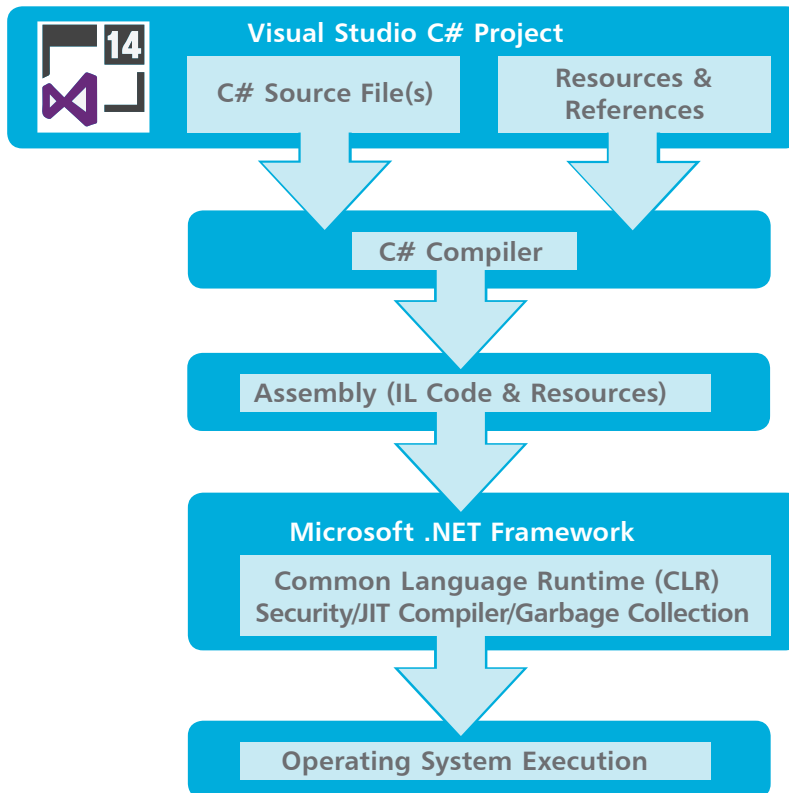 14
Visual Studio C# Project
C# Source File(s)
Resources &
References
C# Compiler
Assembly (IL Code & Resources)
Microsoft .NET Framework
Common Language Runtime (CLR)
Security/JIT Compiler/Garbage Collection
Operating System Execution